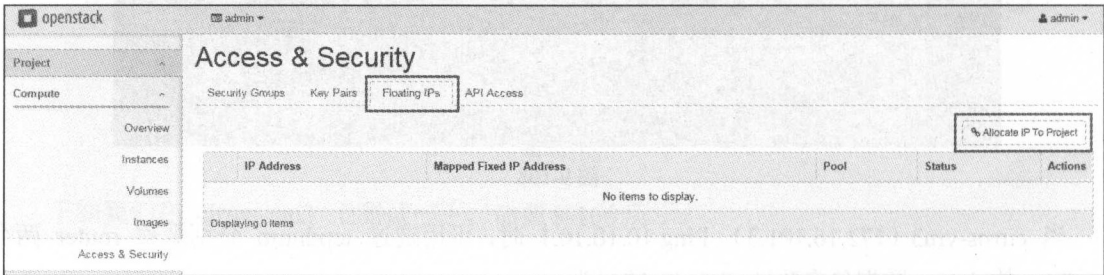 openstack
admin
admin
Project
Compute
Overview
Instances
Volumes
Images
Access & Security
Access & Security
Security Groups
Key Pairs
Floating IPs
API Access
Allocate IP To Project
IP Address
Mapped Fixed IP Address
Pool
Status
Actions
No items to display.
Displaying 0 items